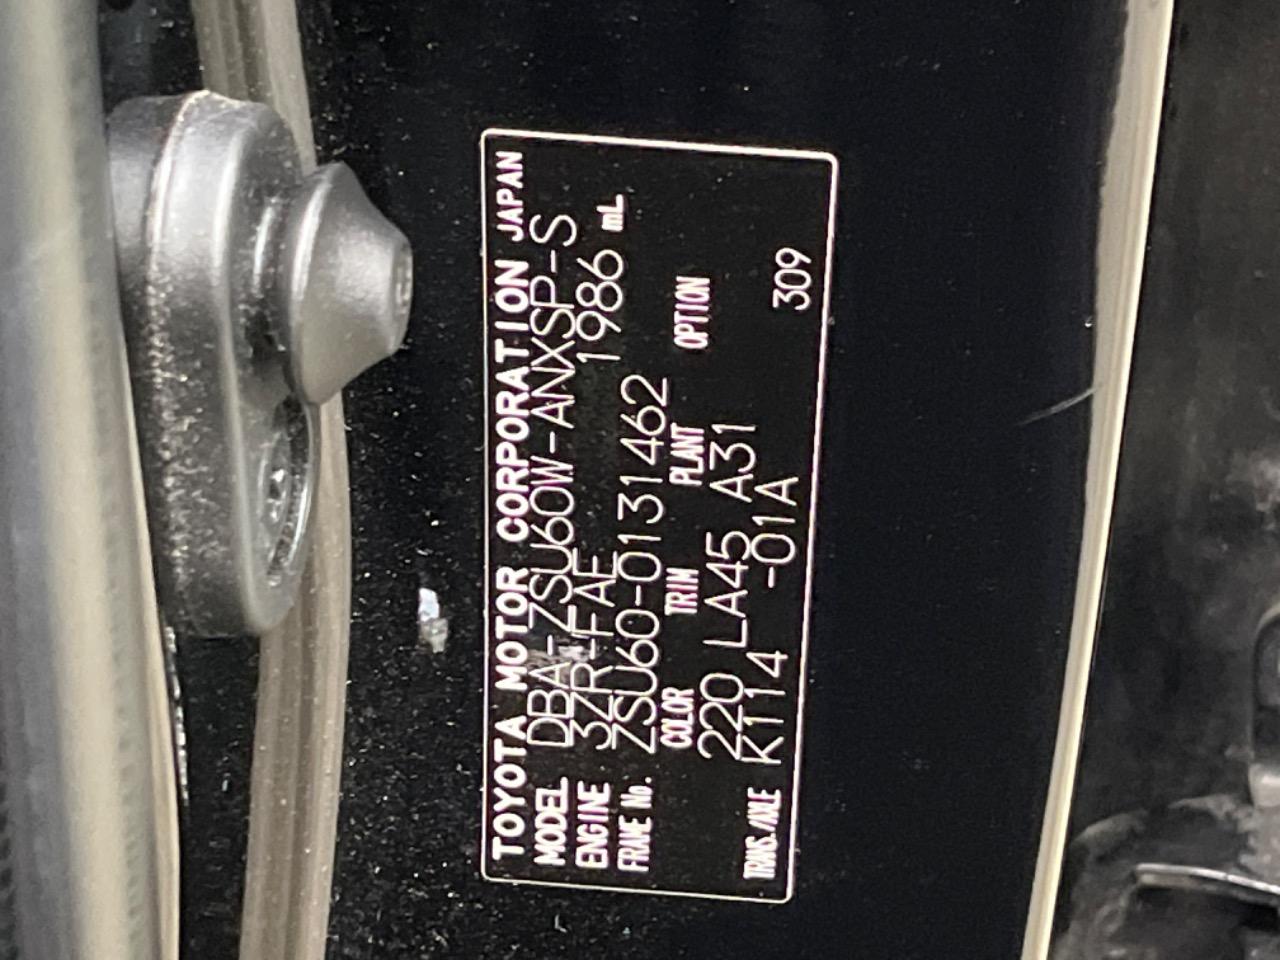 TOYOTA MOTOR CORPORATION JAPAN
MODEL DBA-ZSU60W-ANXSP-S
ENGINE 3ZR-FAE 1986 mL
FRAME No. ZSU60-0131462
COLOR TRIM PLANT OPTION
220 LA45 A31
TRANS./AXLE K114 -01A 309